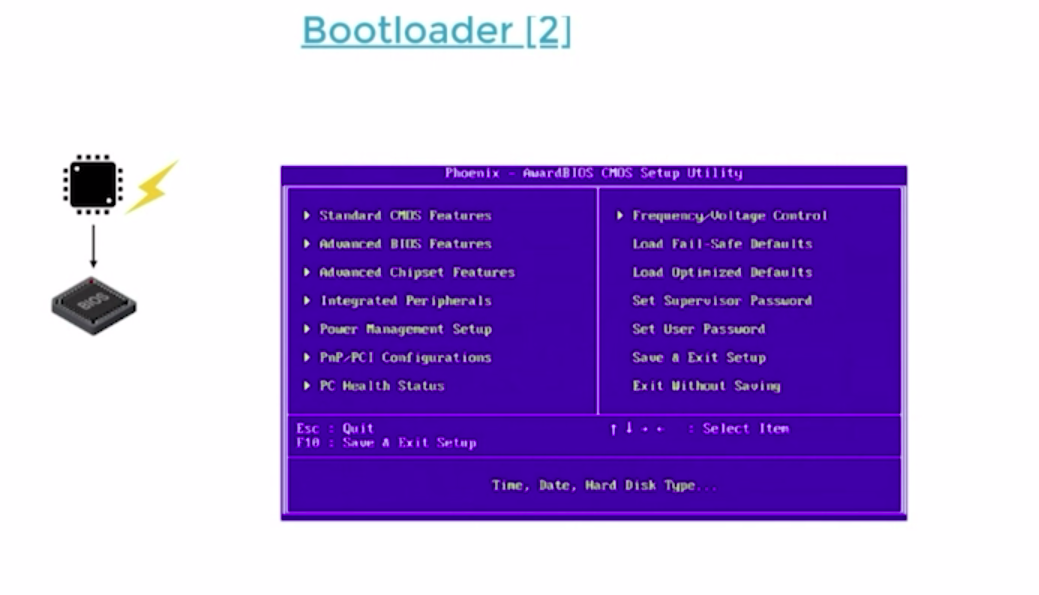 Bootloader [2]
BIOS
Phoenix - AwardBIOS CMOS Setup Utility
Standard CMOS Features
Advanced BIOS Features
Advanced Chipset Features
Integrated Peripherals
Power Management Setup
PnP/PCI Configurations
PC Health Status
Frequency/Voltage Control
Load Fail-Safe Defaults
Load Optimized Defaults
Set Supervisor Password
Set User Password
Save & Exit Setup
Exit Without Saving
Esc : Quit
F10 : Save & Exit Setup
↑ ↓ → ← : Select Item
Time, Date, Hard Disk Type...